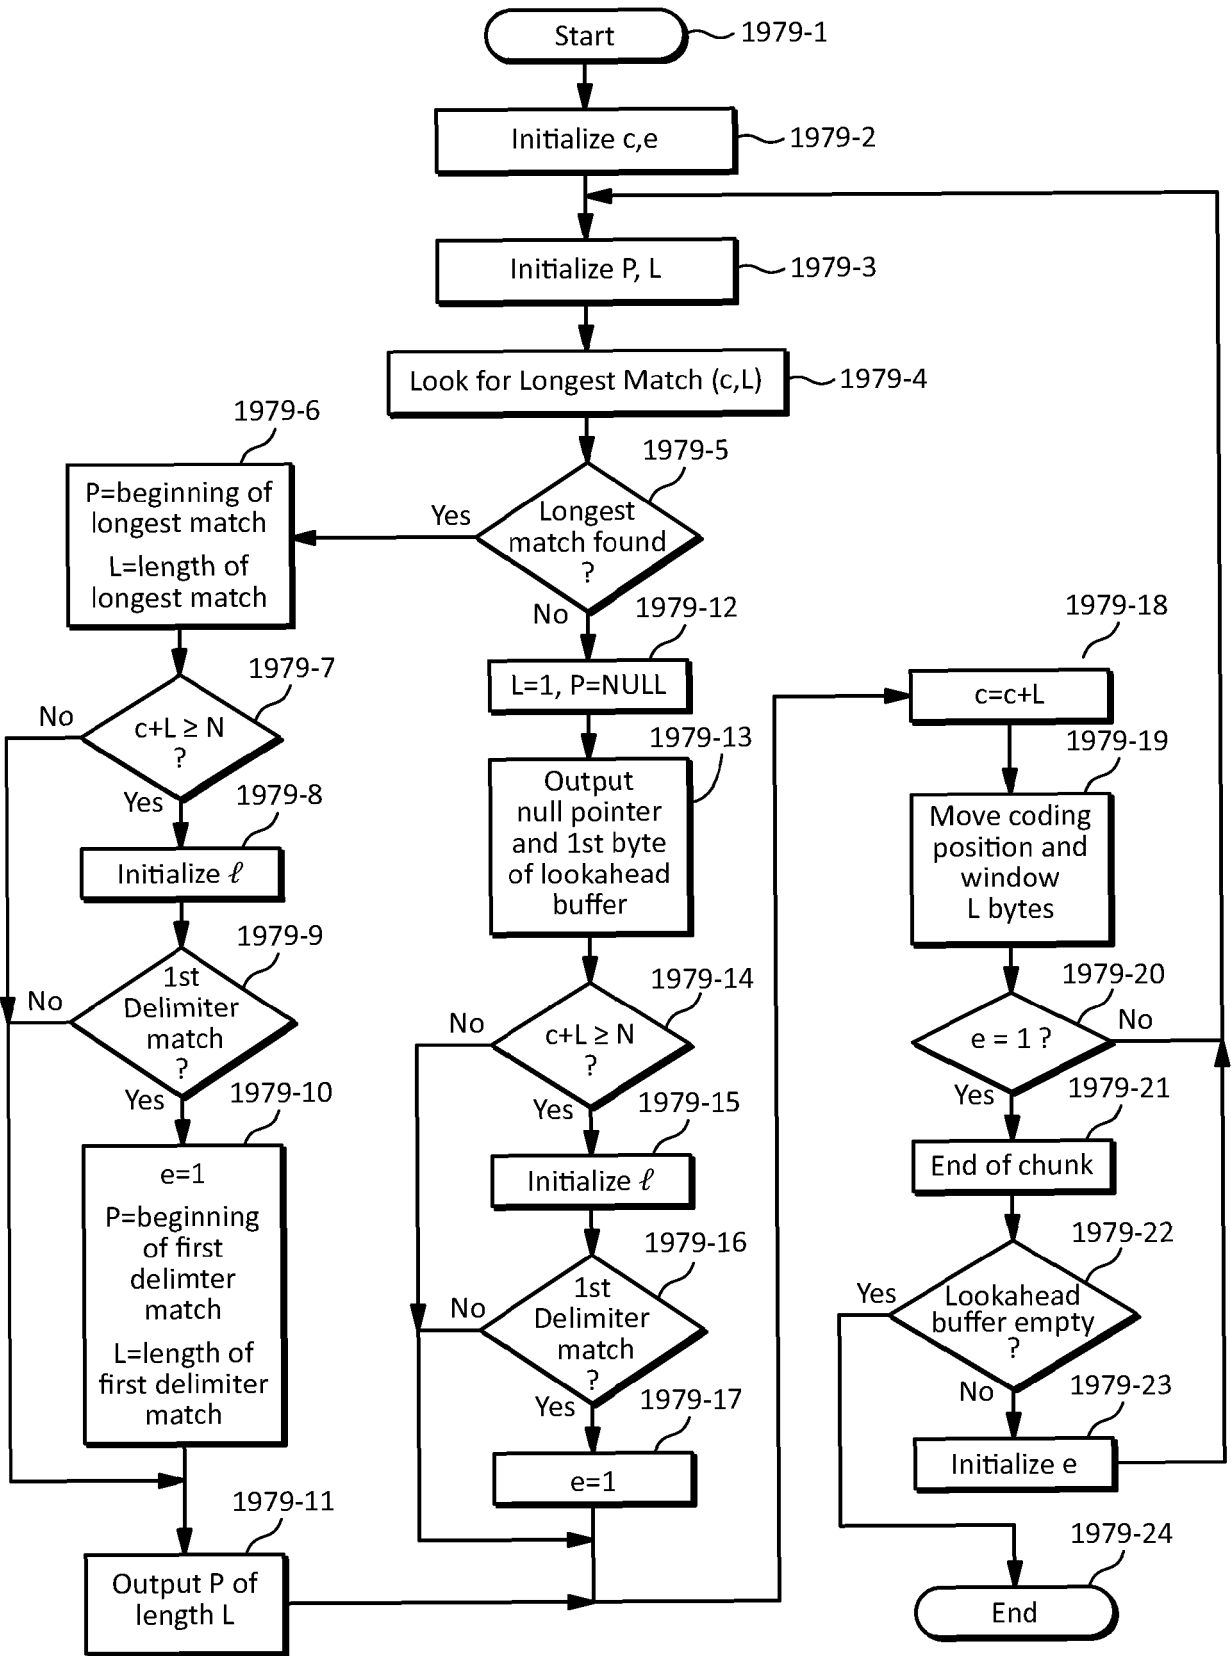 Start
1979-1
Initialize c,e
1979-2
Initialize P, L
1979-3
Look for Longest Match (c,L)
1979-4
1979-5
Longest
match found
?
Yes
No
1979-6
P=beginning of
longest match
L=length of
longest match
1979-7
c+L ≥ N
?
No
Yes
1979-8
Initialize ℓ
1979-9
1st
Delimiter
match
?
No
Yes
1979-10
e=1
P=beginning
of first
delimter
match
L=length of
first delimiter
match
1979-11
Output P of
length L
1979-12
L=1, P=NULL
1979-13
Output
null pointer
and 1st byte
of lookahead
buffer
1979-14
c+L ≥ N
?
No
Yes
1979-15
Initialize ℓ
1979-16
1st
Delimiter
match
?
No
Yes
1979-17
e=1
1979-18
c=c+L
1979-19
Move coding
position and
window
L bytes
1979-20
e = 1 ?
No
Yes
1979-21
End of chunk
1979-22
Lookahead
buffer empty
?
Yes
No
1979-23
Initialize e
1979-24
End